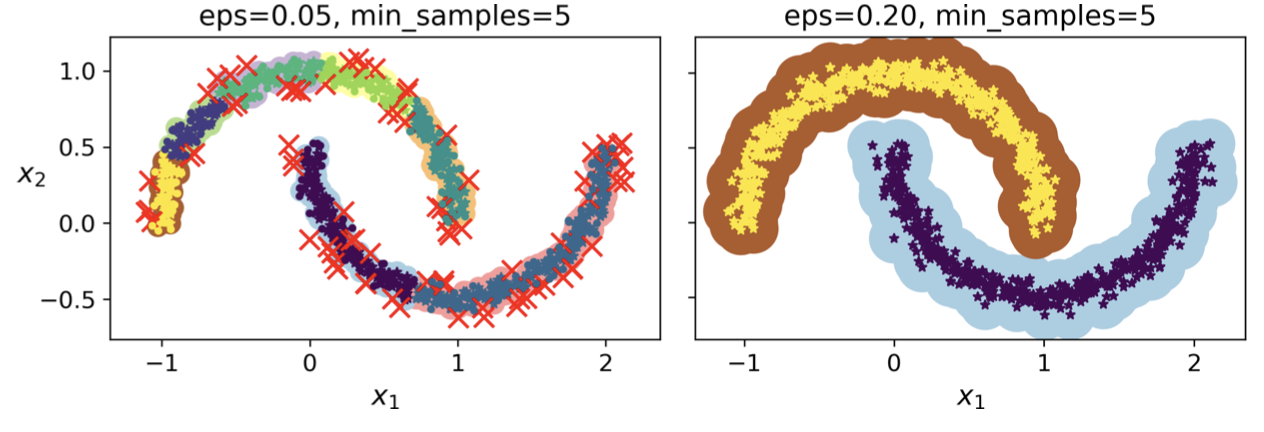 eps=0.05, min_samples=5
eps=0.20, min_samples=5
1.0
0.5
x₂
0.0
−0.5
−1 0 1 2
−1 0 1 2
x₁
x₁